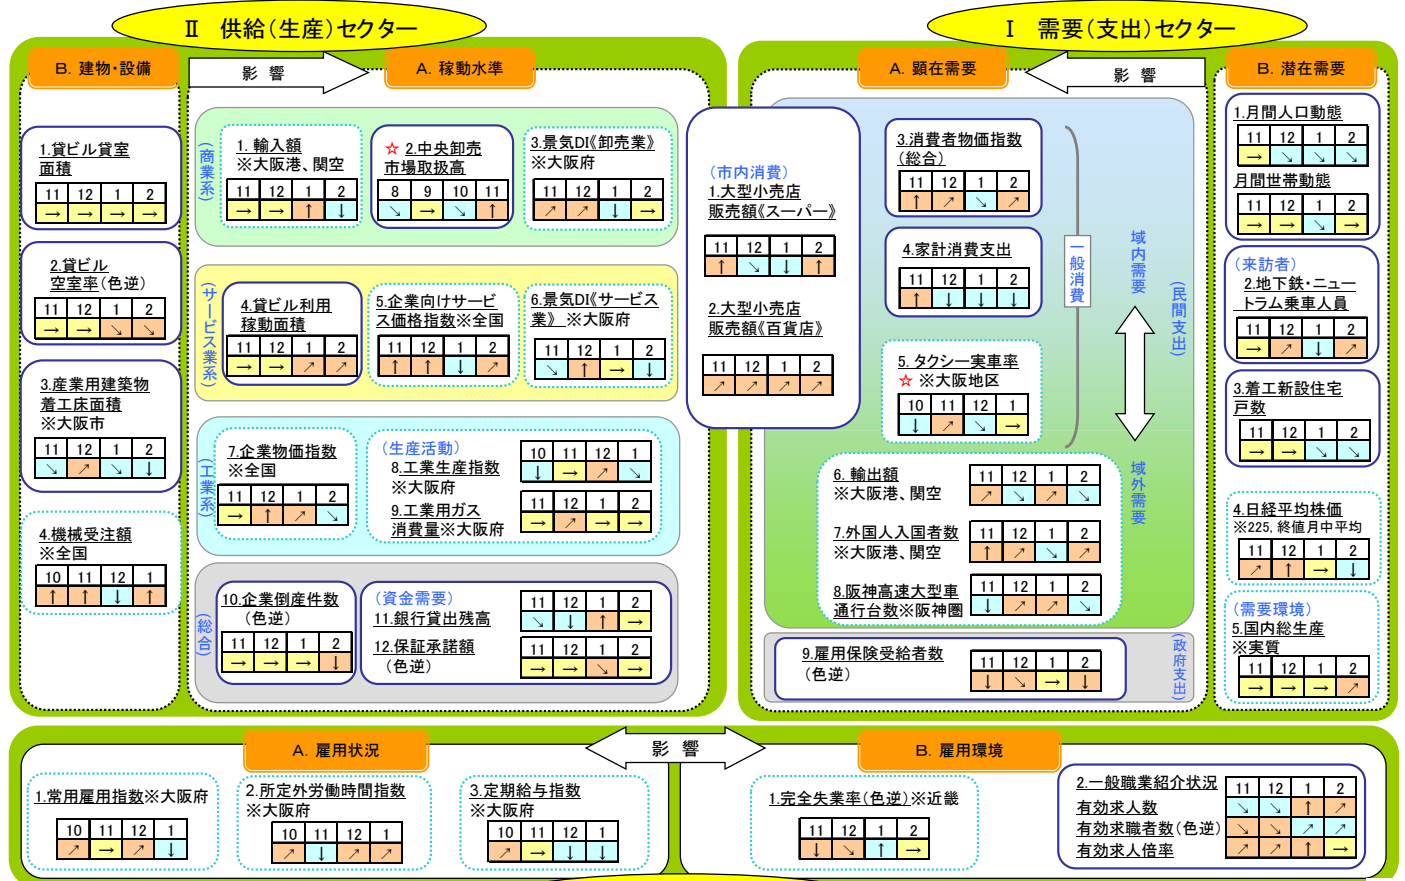 Ⅱ 供給（生産）セクター
B. 建物・設備
影 響
A. 稼動水準
1.貸ビル貸室
面積
11 12 1 2
→ → → →
2.貸ビル
空室率（色逆）
11 12 1 2
→ → ↘ ↘
3.産業用建築物
着工床面積
※大阪市
11 12 1 2
↘ ↗ ↘ ↓
4.機械受注額
※全国
10 11 12 1
↑ ↑ ↓ ↑
（商業系）
1. 輸入額
※大阪港、関空
11 12 1 2
→ → ↑ ↓
☆ 2.中央卸売
市場取扱高
8 9 10 11
↘ → ↘ ↑
3.景気DI《卸売業》
※大阪府
11 12 1 2
↗ ↗ ↓ →
（サービス業系）
4.貸ビル利用
稼動面積
11 12 1 2
→ → ↗ ↗
5.企業向けサービ
ス価格指数※全国
11 12 1 2
↑ ↑ ↓ ↗
6.景気DI《サービス
業》 ※大阪府
11 12 1 2
↘ ↑ → ↓
（工業系）
7.企業物価指数
※全国
11 12 1 2
→ ↑ ↗ ↘
（生産活動）
8.工業生産指数
※大阪府
10 11 12 1
↓ → ↗ ↘
9.工業用ガス
消費量※大阪府
11 12 1 2
→ ↗ → →
（総合）
10.企業倒産件数
（色逆）
11 12 1 2
→ → → ↓
（資金需要）
11.銀行貸出残高
11 12 1 2
↘ ↓ ↑ →
12.保証承諾額
（色逆）
11 12 1 2
→ → ↘ →
Ⅰ 需要（支出）セクター
A. 顕在需要
影 響
B. 潜在需要
（市内消費）
1.大型小売店
販売額《スーパー》
11 12 1 2
↑ ↘ ↓ ↑
2.大型小売店
販売額《百貨店》
11 12 1 2
↗ ↗ ↗ ↗
3.消費者物価指数
（総合）
11 12 1 2
↑ ↗ ↘ ↗
4.家計消費支出
11 12 1 2
↑ ↓ ↓ ↓
5. タクシー実車率
☆ ※大阪地区
10 11 12 1
↓ ↗ ↘ →
一般消費
域内需要
（民間支出）
域外需要
6. 輸出額
※大阪港、関空
11 12 1 2
↗ ↘ ↗ ↘
7.外国人入国者数
※大阪港、関空
11 12 1 2
↑ ↗ ↘ ↗
8.阪神高速大型車
通行台数※阪神圏
11 12 1 2
↓ ↗ ↗ ↘
9.雇用保険受給者数
（色逆）
11 12 1 2
↓ ↘ → ↓
（政府支出）
1.月間人口動態
11 12 1 2
→ ↘ ↘ ↘
月間世帯動態
11 12 1 2
→ → ↘ →
（来訪者）
2.地下鉄・ニュー
トラム乗車人員
11 12 1 2
→ ↗ ↓ ↗
3.着工新設住宅
戸数
11 12 1 2
→ → ↘ ↘
4.日経平均株価
※225, 終値月中平均
11 12 1 2
↗ ↑ → ↓
（需要環境）
5.国内総生産
※実質
11 12 1 2
→ → → ↗
A. 雇用状況
影 響
B. 雇用環境
1.常用雇用指数※大阪府
10 11 12 1
↗ → ↗ ↓
2.所定外労働時間指数
※大阪府
10 11 12 1
↗ ↓ ↗ ↗
3.定期給与指数
※大阪府
10 11 12 1
↗ → ↓ ↓
1.完全失業率（色逆）※近畿
11 12 1 2
↓ ↘ ↑ →
2.一般職業紹介状況
11 12 1 2
有効求人数
↘ ↘ ↑ ↗
有効求職者数（色逆）
↘ ↘ ↗ ↗
有効求人倍率
↗ ↗ ↑ →